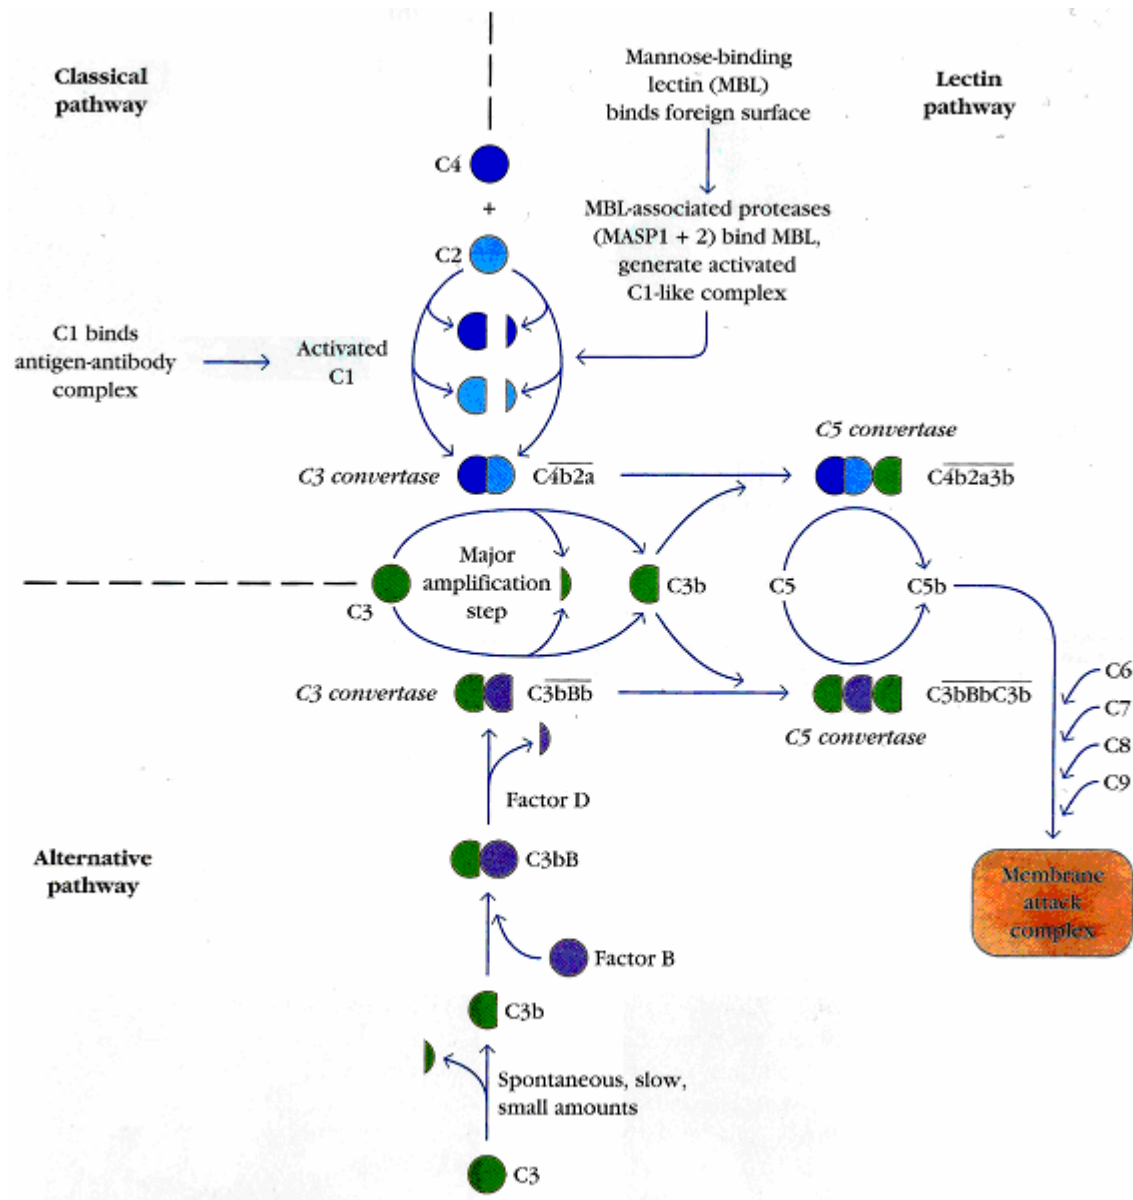 Classical
pathway
Mannose-binding
lectin (MBL)
binds foreign surface
Lectin
pathway
C4
+
C2
MBL-associated proteases
(MASP1 + 2) bind MBL,
generate activated
C1-like complex
C1 binds
antigen-antibody
complex
Activated
C1
C5 convertase
C3 convertase
C4b2a
C4b2a3b
Major
amplification
step
C3
C3b
C5
C5b
C3 convertase
C3bBb
C3bBbC3b
C5 convertase
C6
C7
C8
C9
Factor D
Alternative
pathway
C3bB
Membrane
attack
complex
Factor B
C3b
Spontaneous, slow,
small amounts
C3